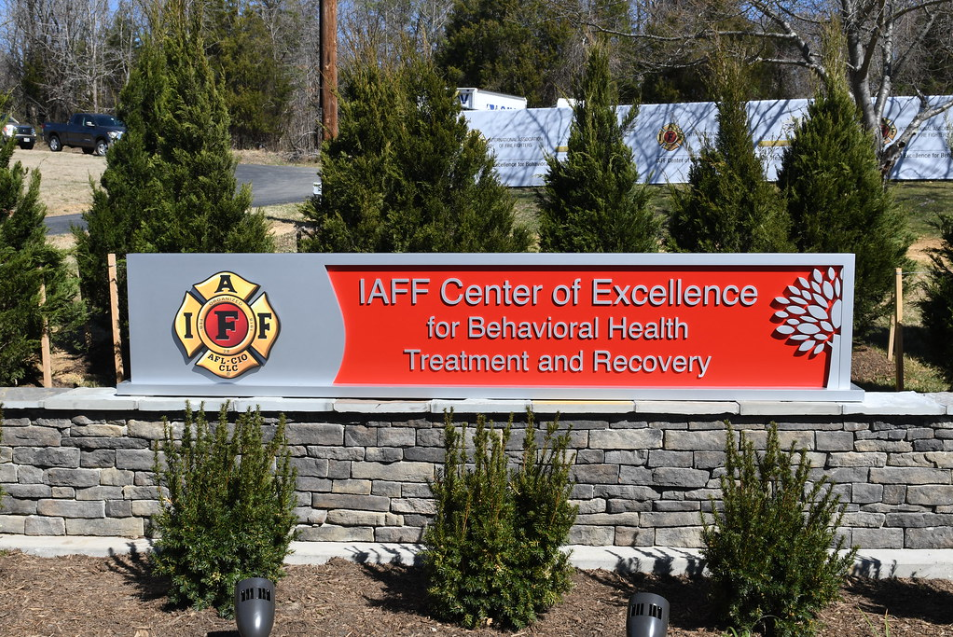 A
I F F
AFL-CIO
CLC
IAFF Center of Excellence
for Behavioral Health
Treatment and Recovery